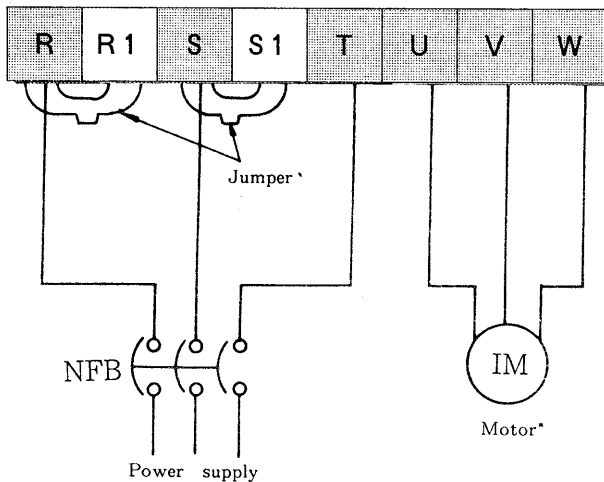 R R1 S S1 T U V W
Jumper
NFB
IM
Motor
Power supply